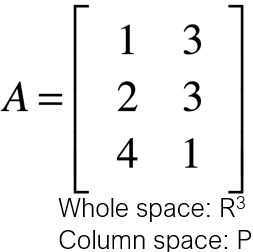 A = [ 1 3
2 3
4 1 ]
Whole space: R³
Column space: P